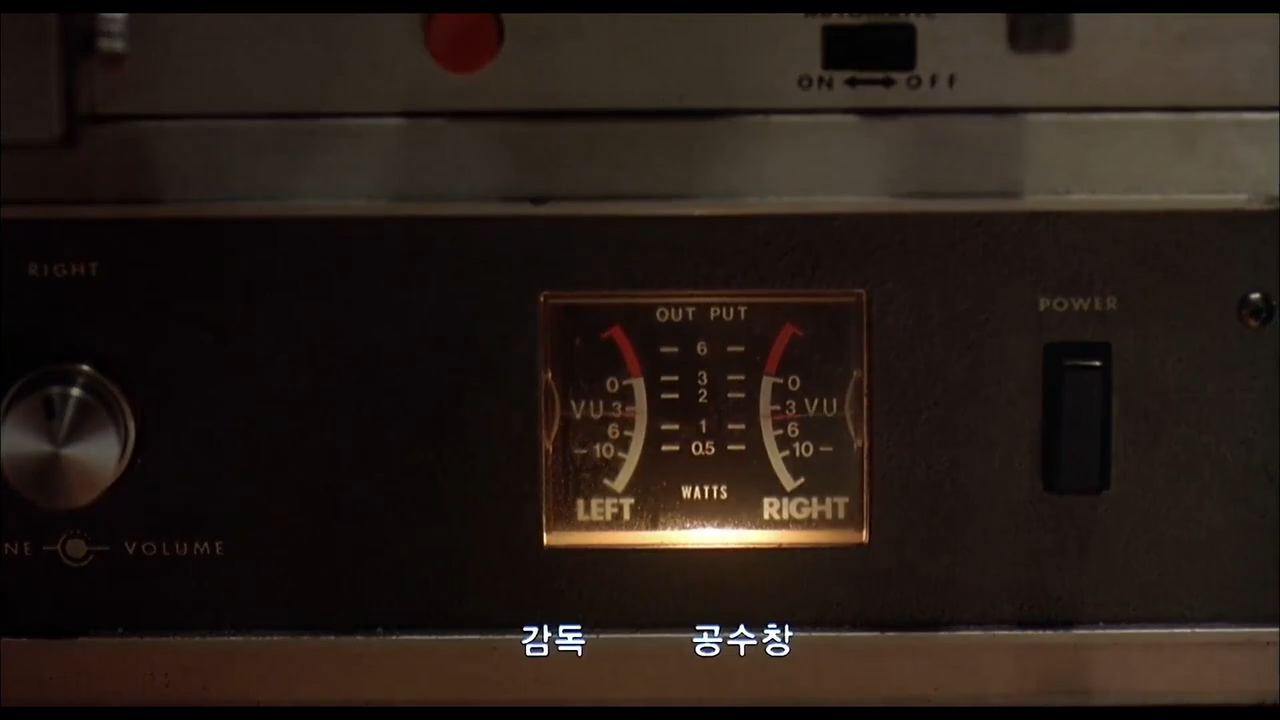 ON OFF
RIGHT
OUT PUT
POWER
6
0 3 0
2
VU 3 3 VU
6 1 6
10 0.5 10
WATTS
LEFT RIGHT
NE VOLUME
감독 공수창